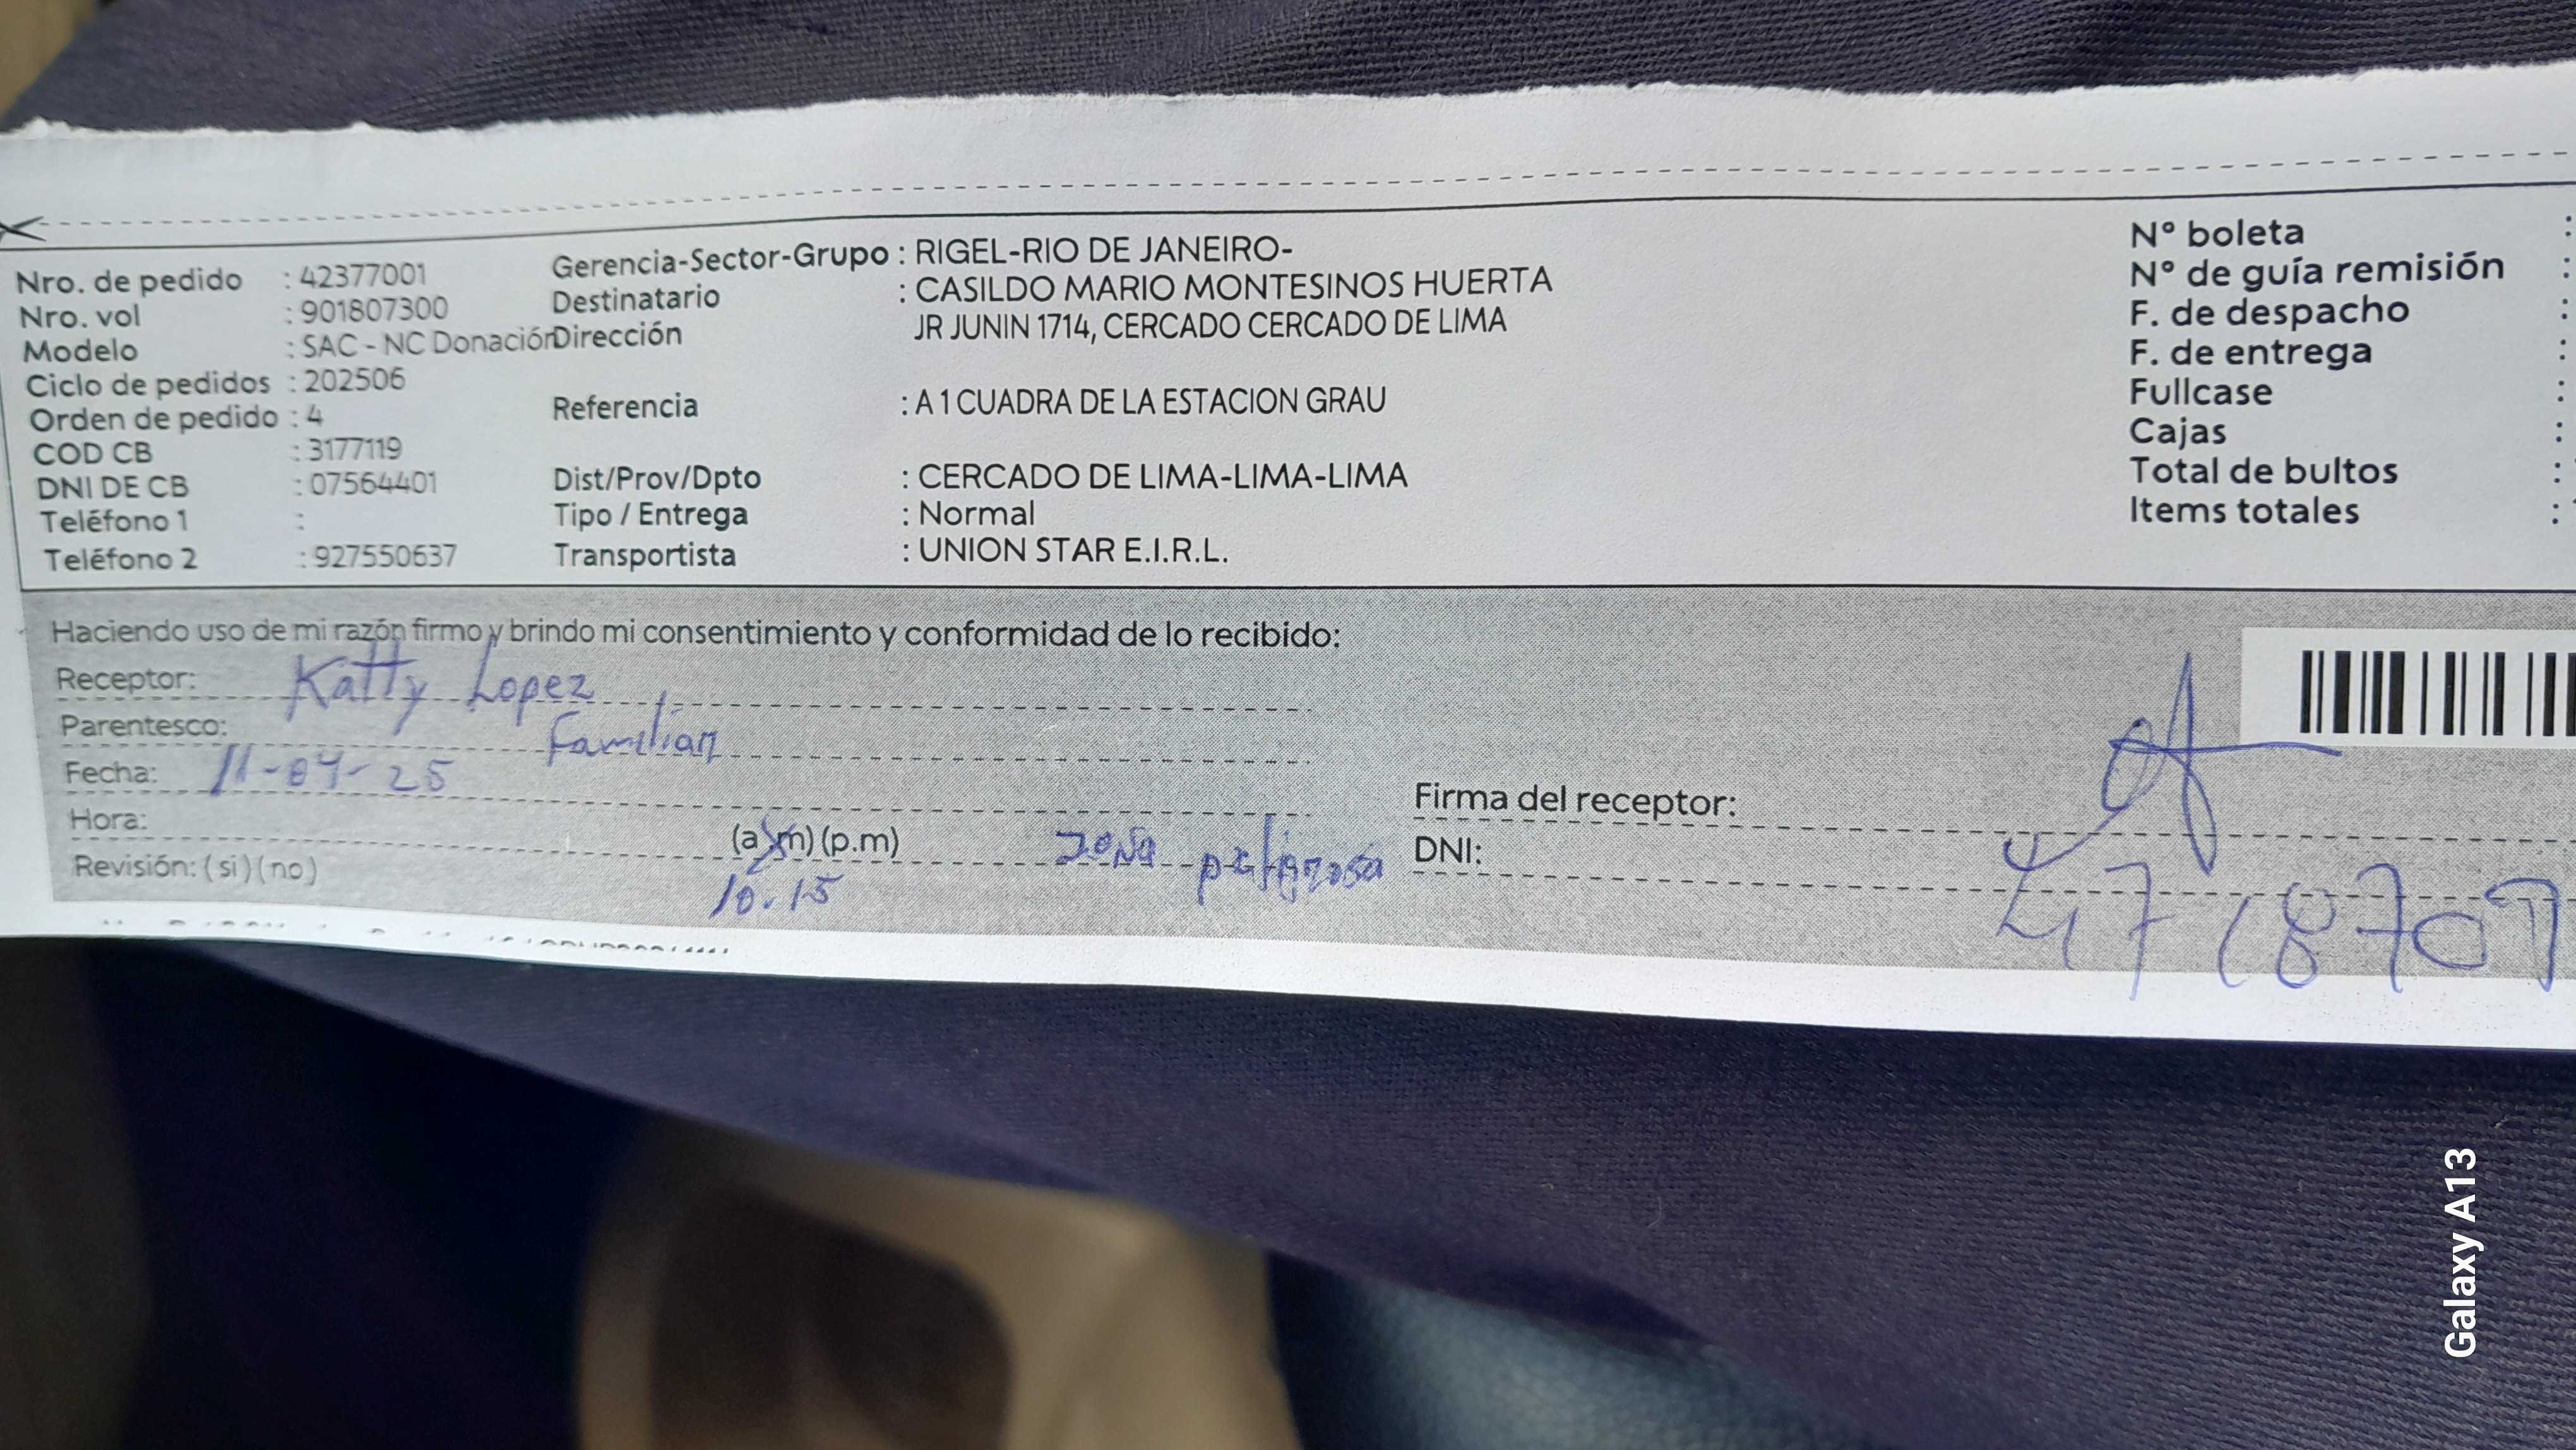 Nro. de pedido : 42377001
Nro. vol : 901807300
Modelo : SAC - NC Donación
Ciclo de pedidos : 202506
Orden de pedido : 4
COD CB : 3177119
DNI DE CB : 07564401
Teléfono 1 :
Teléfono 2 : 927550637
Gerencia-Sector-Grupo : RIGEL-RIO DE JANEIRO-
Destinatario : CASILDO MARIO MONTESINOS HUERTA
Dirección JR JUNIN 1714, CERCADO CERCADO DE LIMA
Referencia : A 1 CUADRA DE LA ESTACION GRAU
Dist/Prov/Dpto : CERCADO DE LIMA-LIMA-LIMA
Tipo / Entrega : Normal
Transportista : UNION STAR E.I.R.L.
N° boleta :
N° de guía remisión :
F. de despacho :
F. de entrega :
Fullcase :
Cajas :
Total de bultos :
Items totales :
Haciendo uso de mi razón firmo y brindo mi consentimiento y conformidad de lo recibido:
Receptor: Katty Lopez
Parentesco: Familiar
Fecha: 11-04-25
Hora: (a.m) (p.m)
10.15
Revisión: (si) (no)
zona peligrosa
Firma del receptor:
DNI:
Galaxy A13